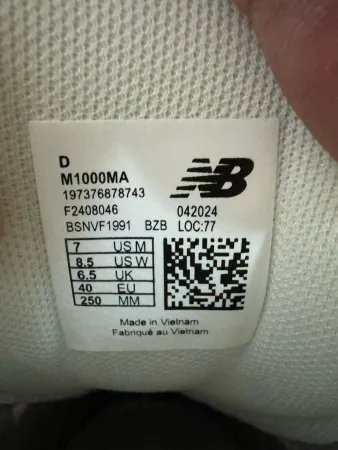 D
M1000MA
197376878743
NB
F2408046 042024
BSNVF1991 BZB LOC:77
7 US M
8.5 US W
6.5 UK
40 EU
250 MM
Made in Vietnam
Fabriqué au Vietnam